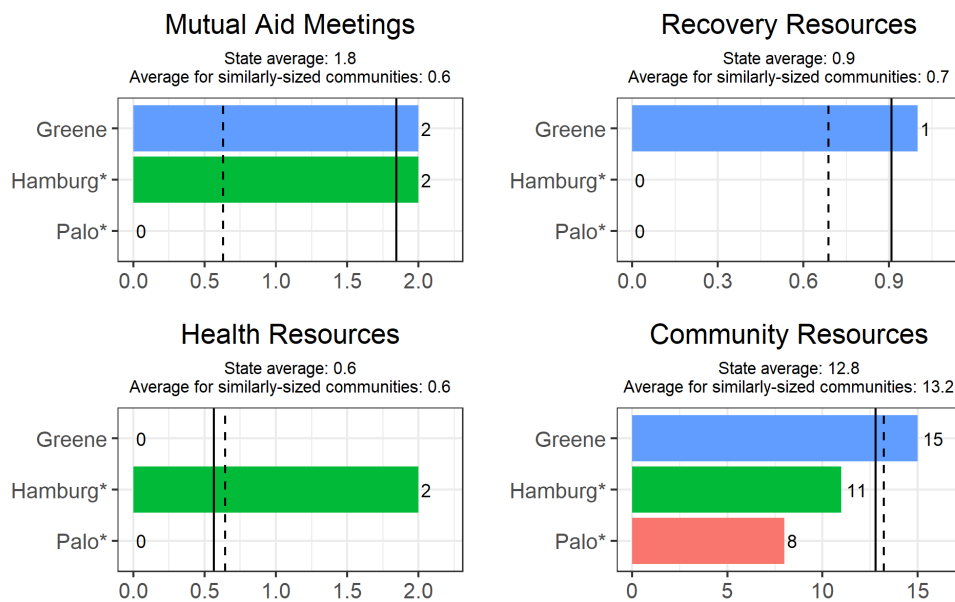 Mutual Aid Meetings
State average: 1.8
Average for similarly-sized communities: 0.6
Greene
2
Hamburg*
2
Palo*
0
0.0 0.5 1.0 1.5 2.0
Recovery Resources
State average: 0.9
Average for similarly-sized communities: 0.7
Greene
1
Hamburg*
0
Palo*
0
0.0 0.3 0.6 0.9
Health Resources
State average: 0.6
Average for similarly-sized communities: 0.6
Greene
0
Hamburg*
2
Palo*
0
0.0 0.5 1.0 1.5 2.0
Community Resources
State average: 12.8
Average for similarly-sized communities: 13.2
Greene
15
Hamburg*
11
Palo*
8
0 5 10 15